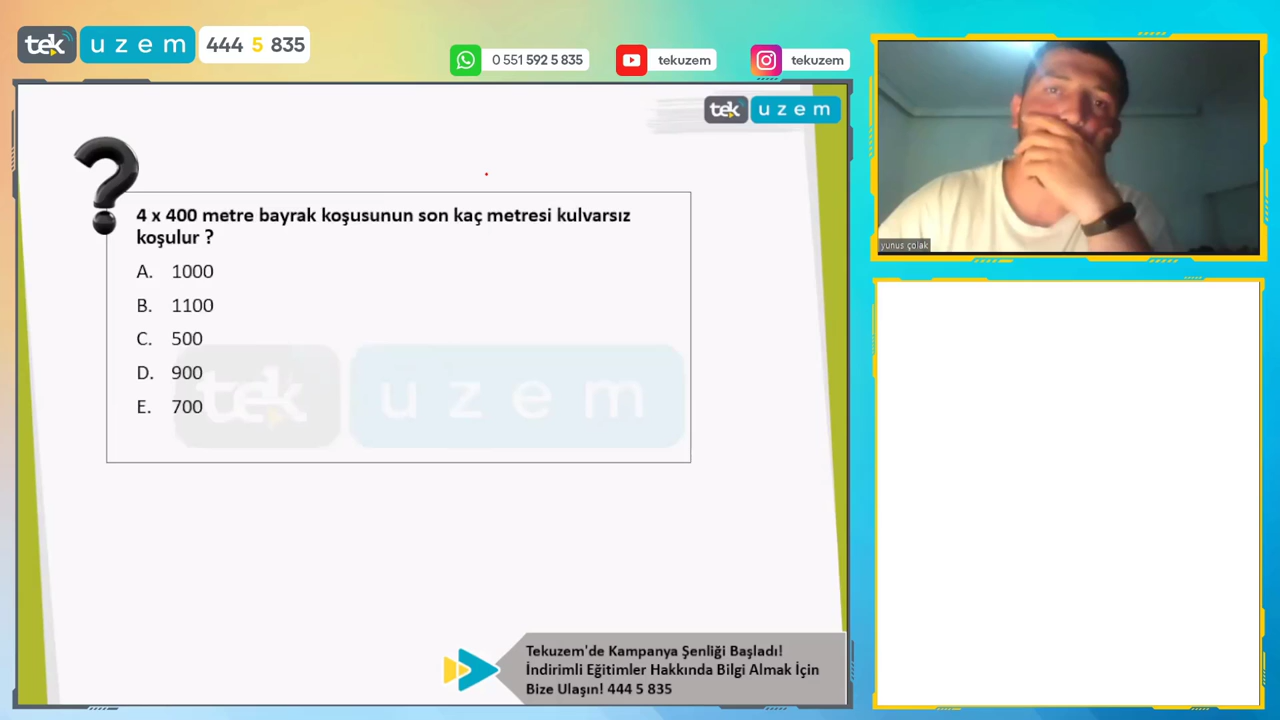 tek uzem 444 5 835
0 551 592 5 835
tekuzem
tekuzem
tek uzem
4 x 400 metre bayrak koşusunun son kaç metresi kulvarsız
koşulur ?
A. 1000
B. 1100
C. 500
D. 900
E. 700
tek uzem
yunus çolak
Tekuzem'de Kampanya Şenliği Başladı!
İndirimli Eğitimler Hakkında Bilgi Almak İçin
Bize Ulaşın! 444 5 835